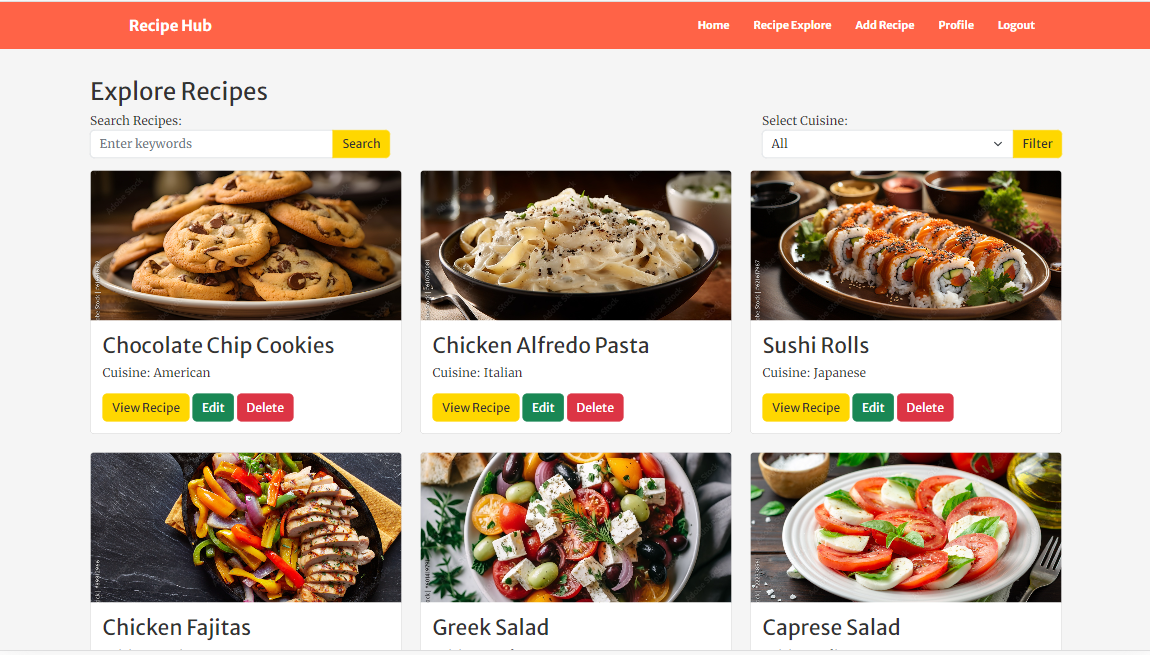 Recipe Hub Home Recipe Explore Add Recipe Profile Logout
Explore Recipes
Search Recipes: Select Cuisine:
Enter keywords Search All Filter
Chocolate Chip Cookies Chicken Alfredo Pasta Sushi Rolls
Cuisine: American Cuisine: Italian Cuisine: Japanese
View Recipe Edit Delete View Recipe Edit Delete View Recipe Edit Delete
Chicken Fajitas Greek Salad Caprese Salad